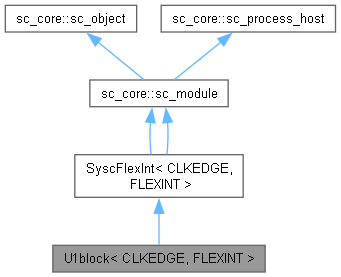 sc_core::sc_object
sc_core::sc_process_host
sc_core::sc_module
SyscFlexInt< CLKEDGE,
FLEXINT >
U1block< CLKEDGE, FLEXINT >